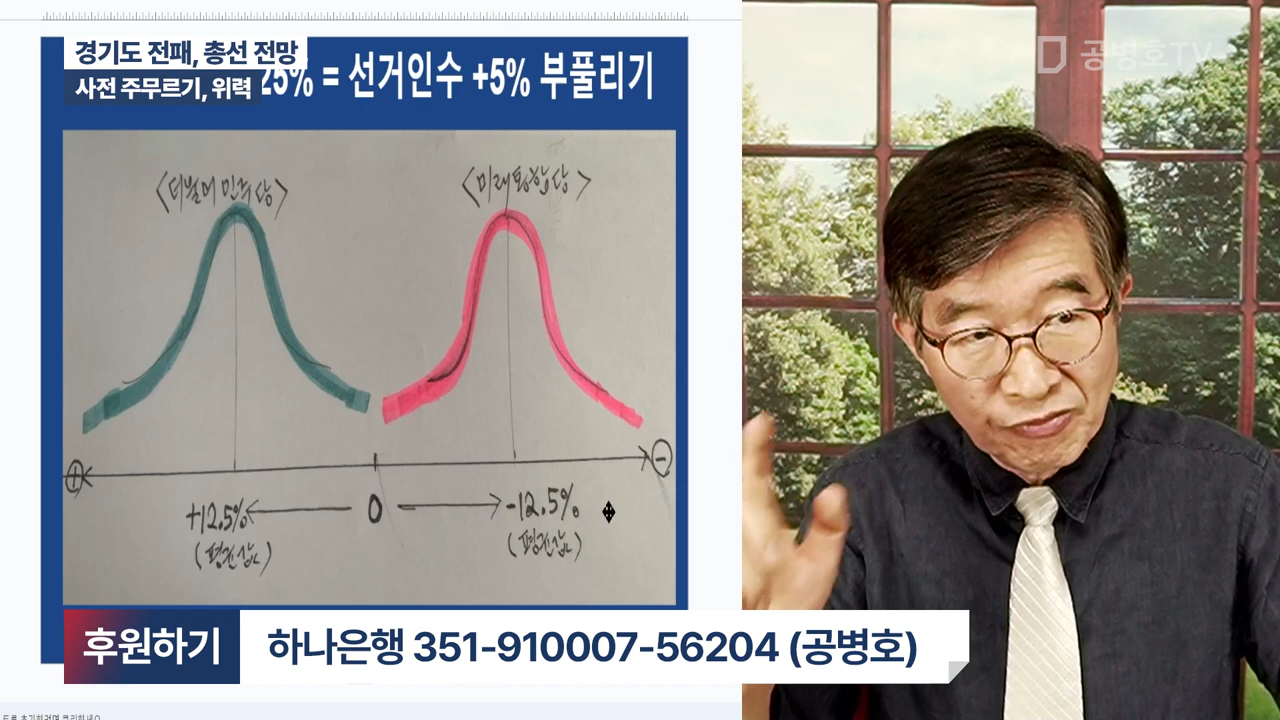 경기도 전패, 총선 전망
사전 주무르기, 위력
25% = 선거인수 +5% 부풀리기
공병호TV
<더불어민주당>
<미래통합당>
+
-
+12.5%
0
-12.5%
(평균값)
(평균값)
후원하기
하나은행 351-910007-56204 (공병호)